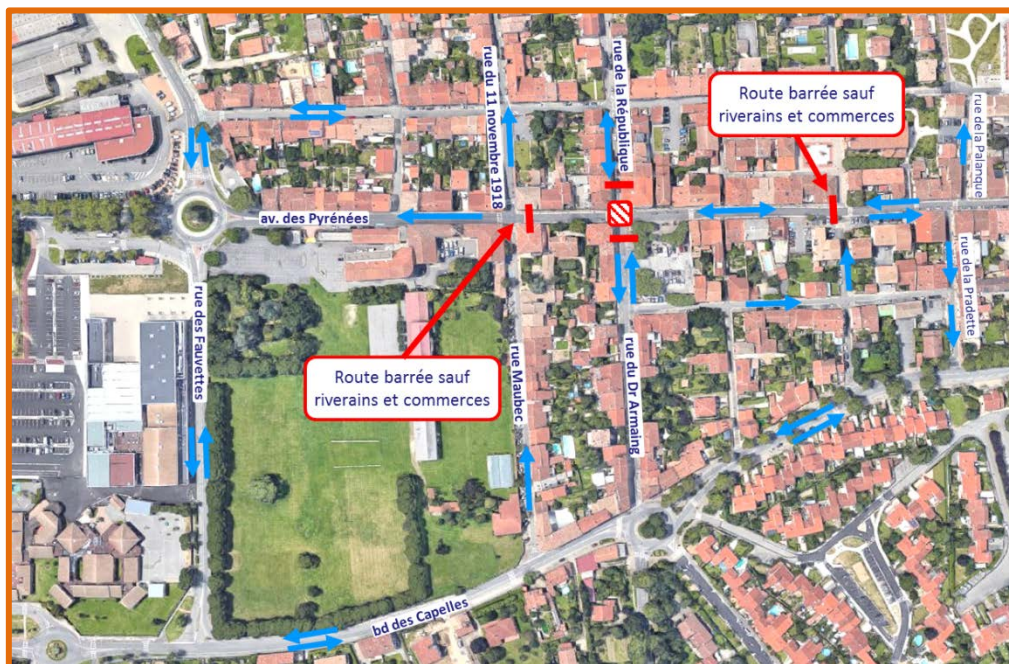 rue du 11 novembre 1918
rue de la République
Route barrée sauf
riverains et commerces
rue de la Palanque
av. des Pyrénées
rue des Fauvettes
rue Maubec
rue du Dr Armaing
rue de la Pradette
Route barrée sauf
riverains et commerces
bd des Capelles